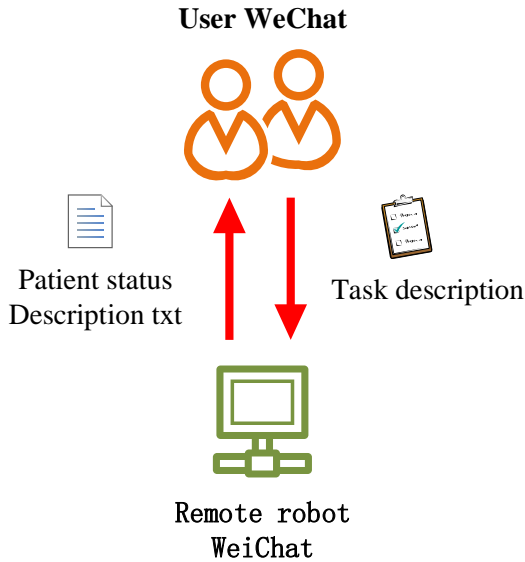 User WeChat
Patient status
Description txt
Task description
Remote robot
WeiChat